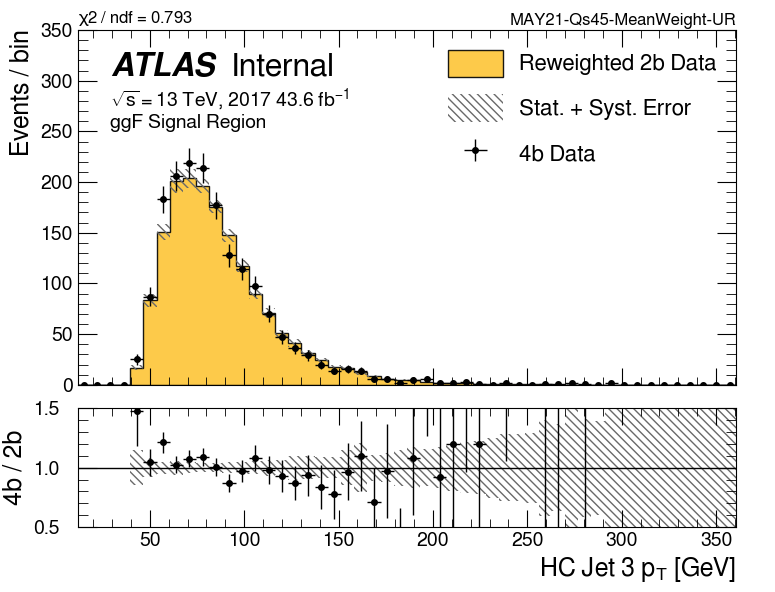 χ2 / ndf = 0.793
MAY21-Qs45-MeanWeight-UR
ATLAS Internal
√s = 13 TeV, 2017 43.6 fb⁻¹
ggF Signal Region
Reweighted 2b Data
Stat. + Syst. Error
4b Data
Events / bin
350
300
250
200
150
100
50
0
4b / 2b
1.5
1.0
0.5
50 100 150 200 250 300 350
HC Jet 3 pT [GeV]